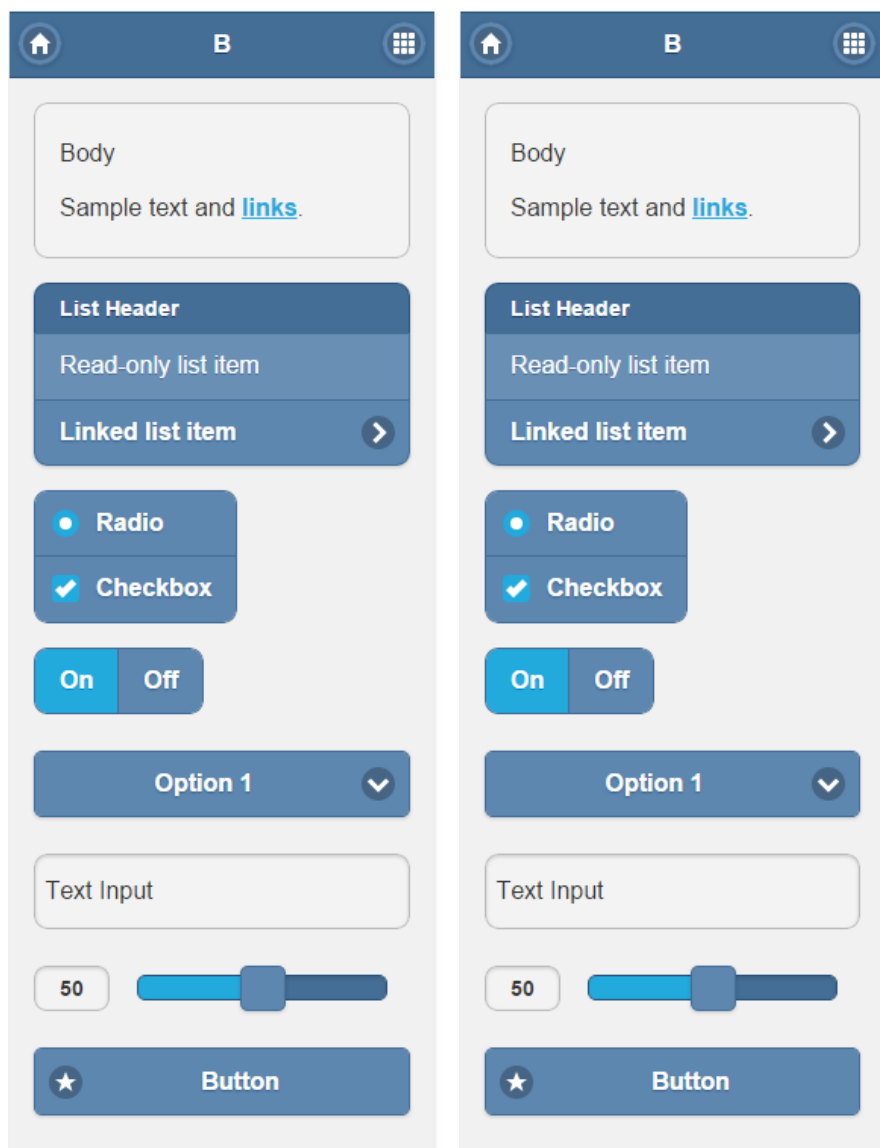 B
Body
Sample text and links.
List Header
Read-only list item
Linked list item
Radio
Checkbox
On Off
Option 1
Text Input
50
Button
B
Body
Sample text and links.
List Header
Read-only list item
Linked list item
Radio
Checkbox
On Off
Option 1
Text Input
50
Button